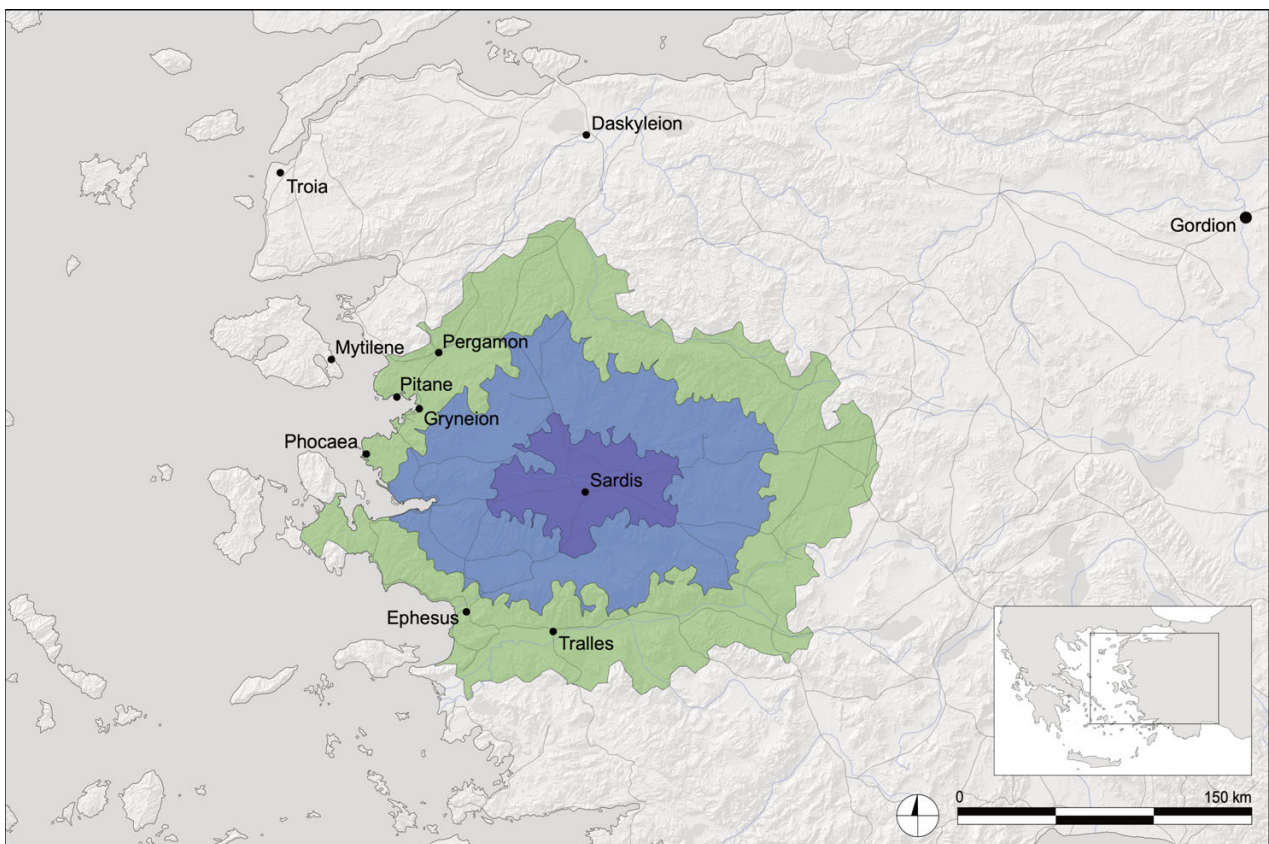 Daskyleion
Troia
Gordion
Pergamon
Mytilene
Pitane
Gryneion
Phocaea
Sardis
Ephesus
Tralles
0 150 km